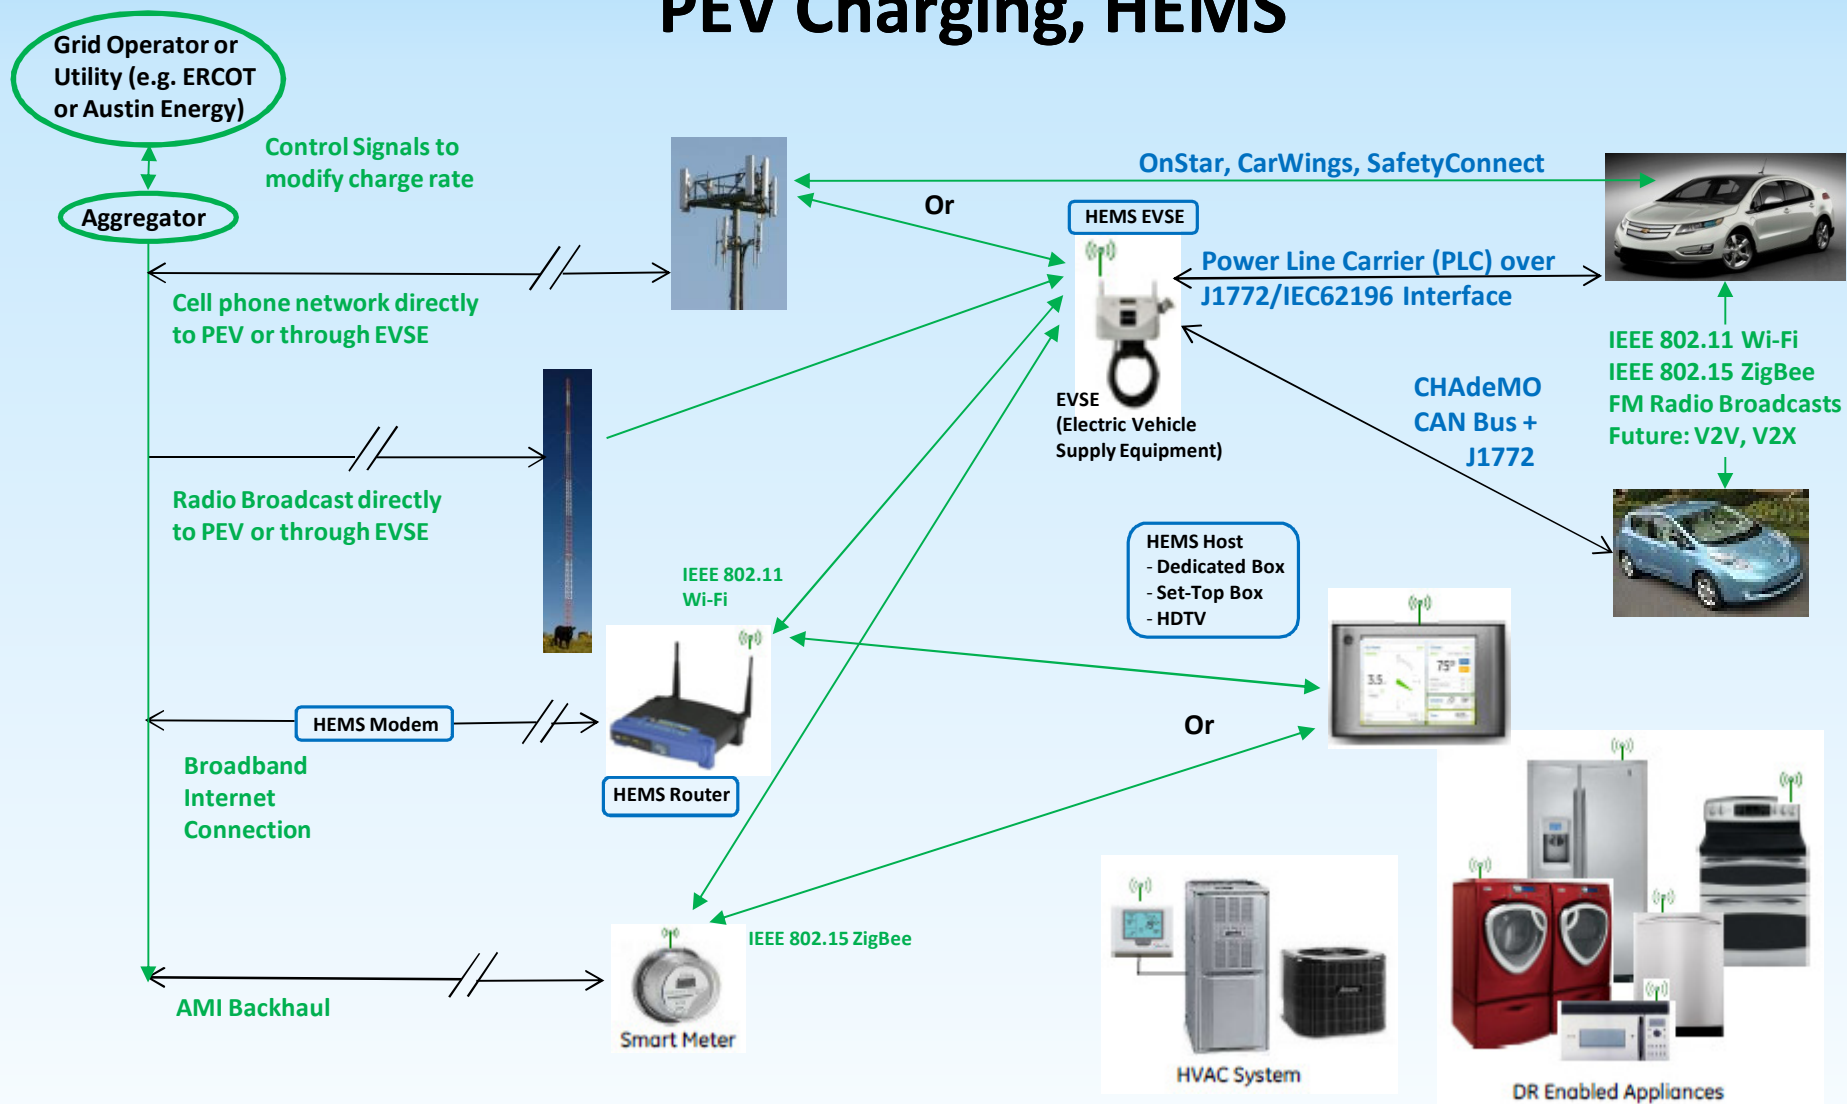 PEV Charging, HEMS
Grid Operator or
Utility (e.g. ERCOT
or Austin Energy)
Control Signals to
modify charge rate
Aggregator
OnStar, CarWings, SafetyConnect
Or
HEMS EVSE
Power Line Carrier (PLC) over
J1772/IEC62196 Interface
Cell phone network directly
to PEV or through EVSE
IEEE 802.11 Wi-Fi
IEEE 802.15 ZigBee
FM Radio Broadcasts
Future: V2V, V2X
CHAdeMO
CAN Bus +
J1772
EVSE
(Electric Vehicle
Supply Equipment)
Radio Broadcast directly
to PEV or through EVSE
HEMS Host
- Dedicated Box
- Set-Top Box
- HDTV
IEEE 802.11
Wi-Fi
75°
3.5
HEMS Modem
Or
Broadband
Internet
Connection
HEMS Router
IEEE 802.15 ZigBee
AMI Backhaul
Smart Meter
HVAC System
DR Enabled Appliances